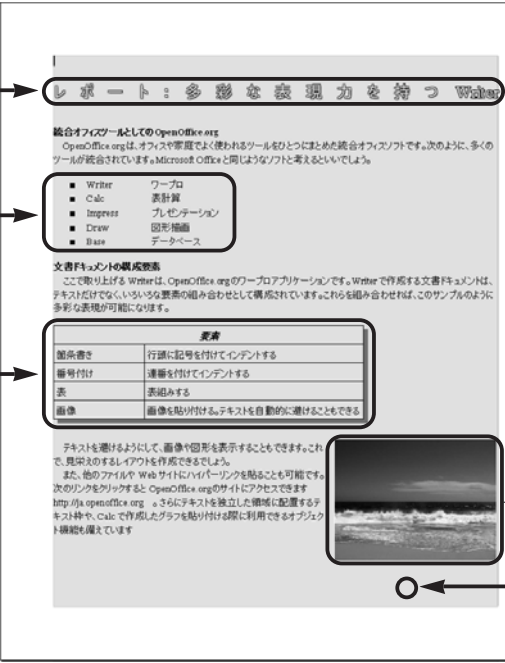 レポート：多彩な表現力を持つ Writer
統合オフィスツールとしての OpenOffice.org
OpenOffice.orgは、オフィスや家庭でよく使われるツールをひとつにまとめた統合オフィスソフトです。次のように、多くの
ツールが統合されています。Microsoft Officeと同じようなソフトと考えるといいでしょう。
■ Writer ワープロ
■ Calc 表計算
■ Impress プレゼンテーション
■ Draw 図形描画
■ Base データベース
文書ドキュメントの構成要素
ここで取り上げる Writerは、OpenOffice.orgのワープロアプリケーションです。Writerで作成する文書ドキュメントは、
テキストだけでなく、いろいろな要素の組み合わせとして構成されています。これらを組み合わせれば、このサンプルのように
多彩な表現が可能になります。
要素
箇条書き 行頭に記号を付けてインデントする
番号付け 連番を付けてインデントする
表 表組みする
画像 画像を貼り付ける。テキストを自動的に避けることもできる
テキストを避けるようにして、画像や図形を表示することもできます。これ
で、見栄えのするレイアウトを作成できるでしょう。
また、他のファイルや Webサイトにハイパーリンクを貼ることも可能です。
次のリンクをクリックすると OpenOffice.orgのサイトにアクセスできます
http://ja.openoffice.org 。さらにテキストを独立した領域に配置するテ
キスト枠や、Calcで作成したグラフを貼り付ける際に利用できるオブジェク
ト機能も備えています